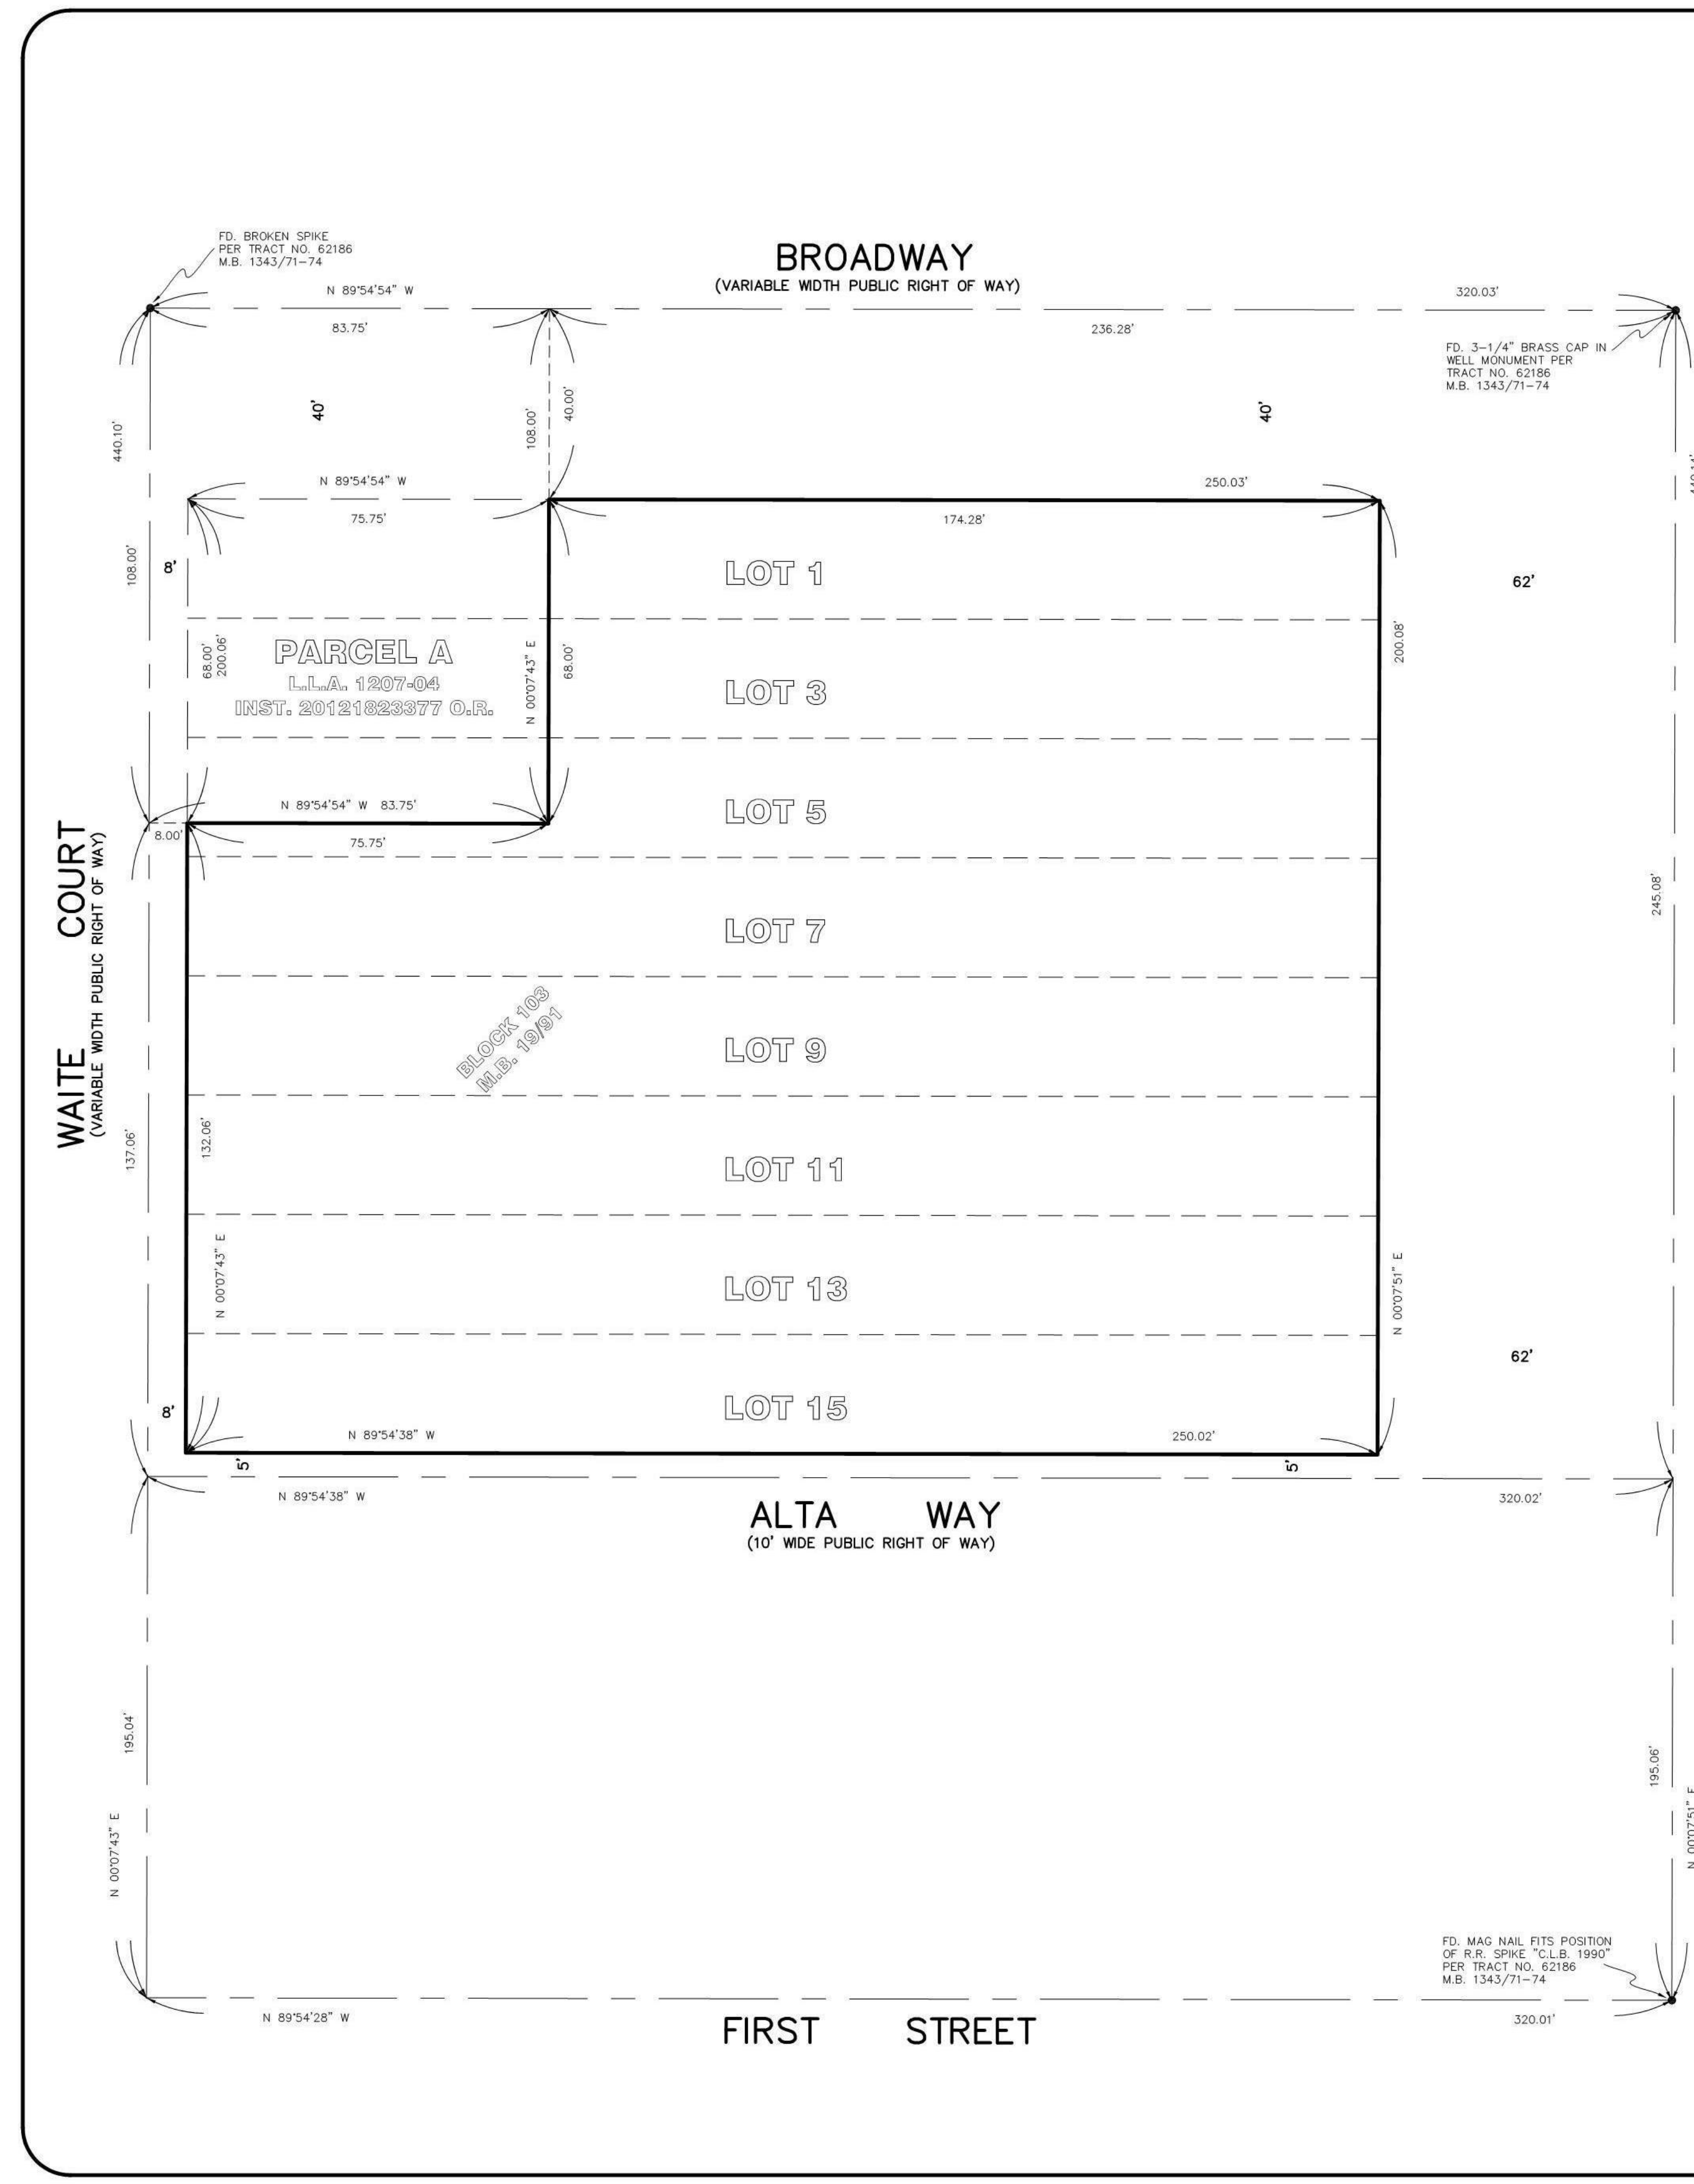 FD. BROKEN SPIKE
PER TRACT NO. 62186
M.B. 1343/71-74
BROADWAY
(VARIABLE WIDTH PUBLIC RIGHT OF WAY)
N 89°54'54" W
320.03'
83.75'
236.28'
FD. 3-1/4" BRASS CAP IN
WELL MONUMENT PER
TRACT NO. 62186
M.B. 1343/71-74
40'
40'
440.10'
108.00'
40.00'
N 89°54'54" W
250.03'
75.75'
174.28'
108.00'
8'
LOT 1
62'
68.00'
200.06'
PARCEL A
L.L.A. 1207-04
INST. 20121823377 O.R.
N 00°07'43" E
68.00'
200.08'
LOT 3
N 89°54'54" W 83.75'
LOT 5
8.00'
75.75'
WAITE COURT
(VARIABLE WIDTH PUBLIC RIGHT OF WAY)
245.08'
LOT 7
BLOCK 103
M.B. 19/91
LOT 9
137.06'
132.06'
LOT 11
N 00°07'43" E
LOT 13
N 00°07'51" E
62'
8'
LOT 15
N 89°54'38" W
250.02'
5'
5'
N 89°54'38" W
320.02'
ALTA WAY
(10' WIDE PUBLIC RIGHT OF WAY)
195.04'
195.06'
N 00°07'43" E
N 00°07'51" E
FD. MAG NAIL FITS POSITION
OF R.R. SPIKE "C.L.B. 1990"
PER TRACT NO. 62186
M.B. 1343/71-74
N 89°54'28" W
320.01'
FIRST STREET